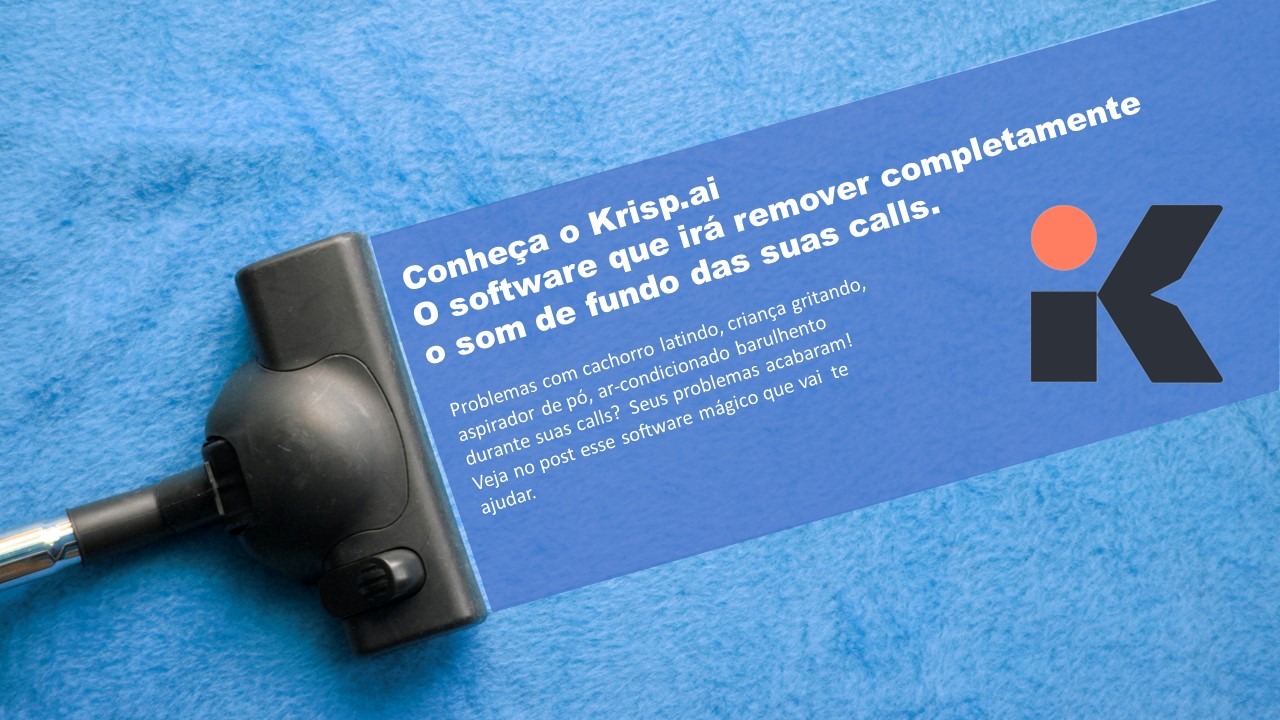 Conheça o Krisp.ai
O software que irá remover completamente
o som de fundo das suas calls.
Problemas com cachorro latindo, criança gritando,
aspirador de pó, ar-condicionado barulhento
durante suas calls? Seus problemas acabaram!
Veja no post esse software mágico que vai te
ajudar.